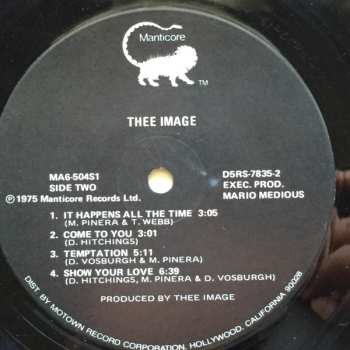 Manticore
TM
THEE IMAGE
MA6-504S1
SIDE TWO
Ⓟ1975 Manticore Records Ltd.
D5RS-7835-2
EXEC. PROD.
MARIO MEDIOUS
1. IT HAPPENS ALL THE TIME 3:05
(M. PINERA & T. WEBB)
2. COME TO YOU 3:01
(D. HITCHINGS)
3. TEMPTATION 5:11
(D. VOSBURGH & M. PINERA)
4. SHOW YOUR LOVE 6:39
(D. HITCHINGS, M. PINERA & D. VOSBURGH)
PRODUCED BY THEE IMAGE
DIST. BY MOTOWN RECORD CORPORATION, HOLLYWOOD, CALIFORNIA 90028